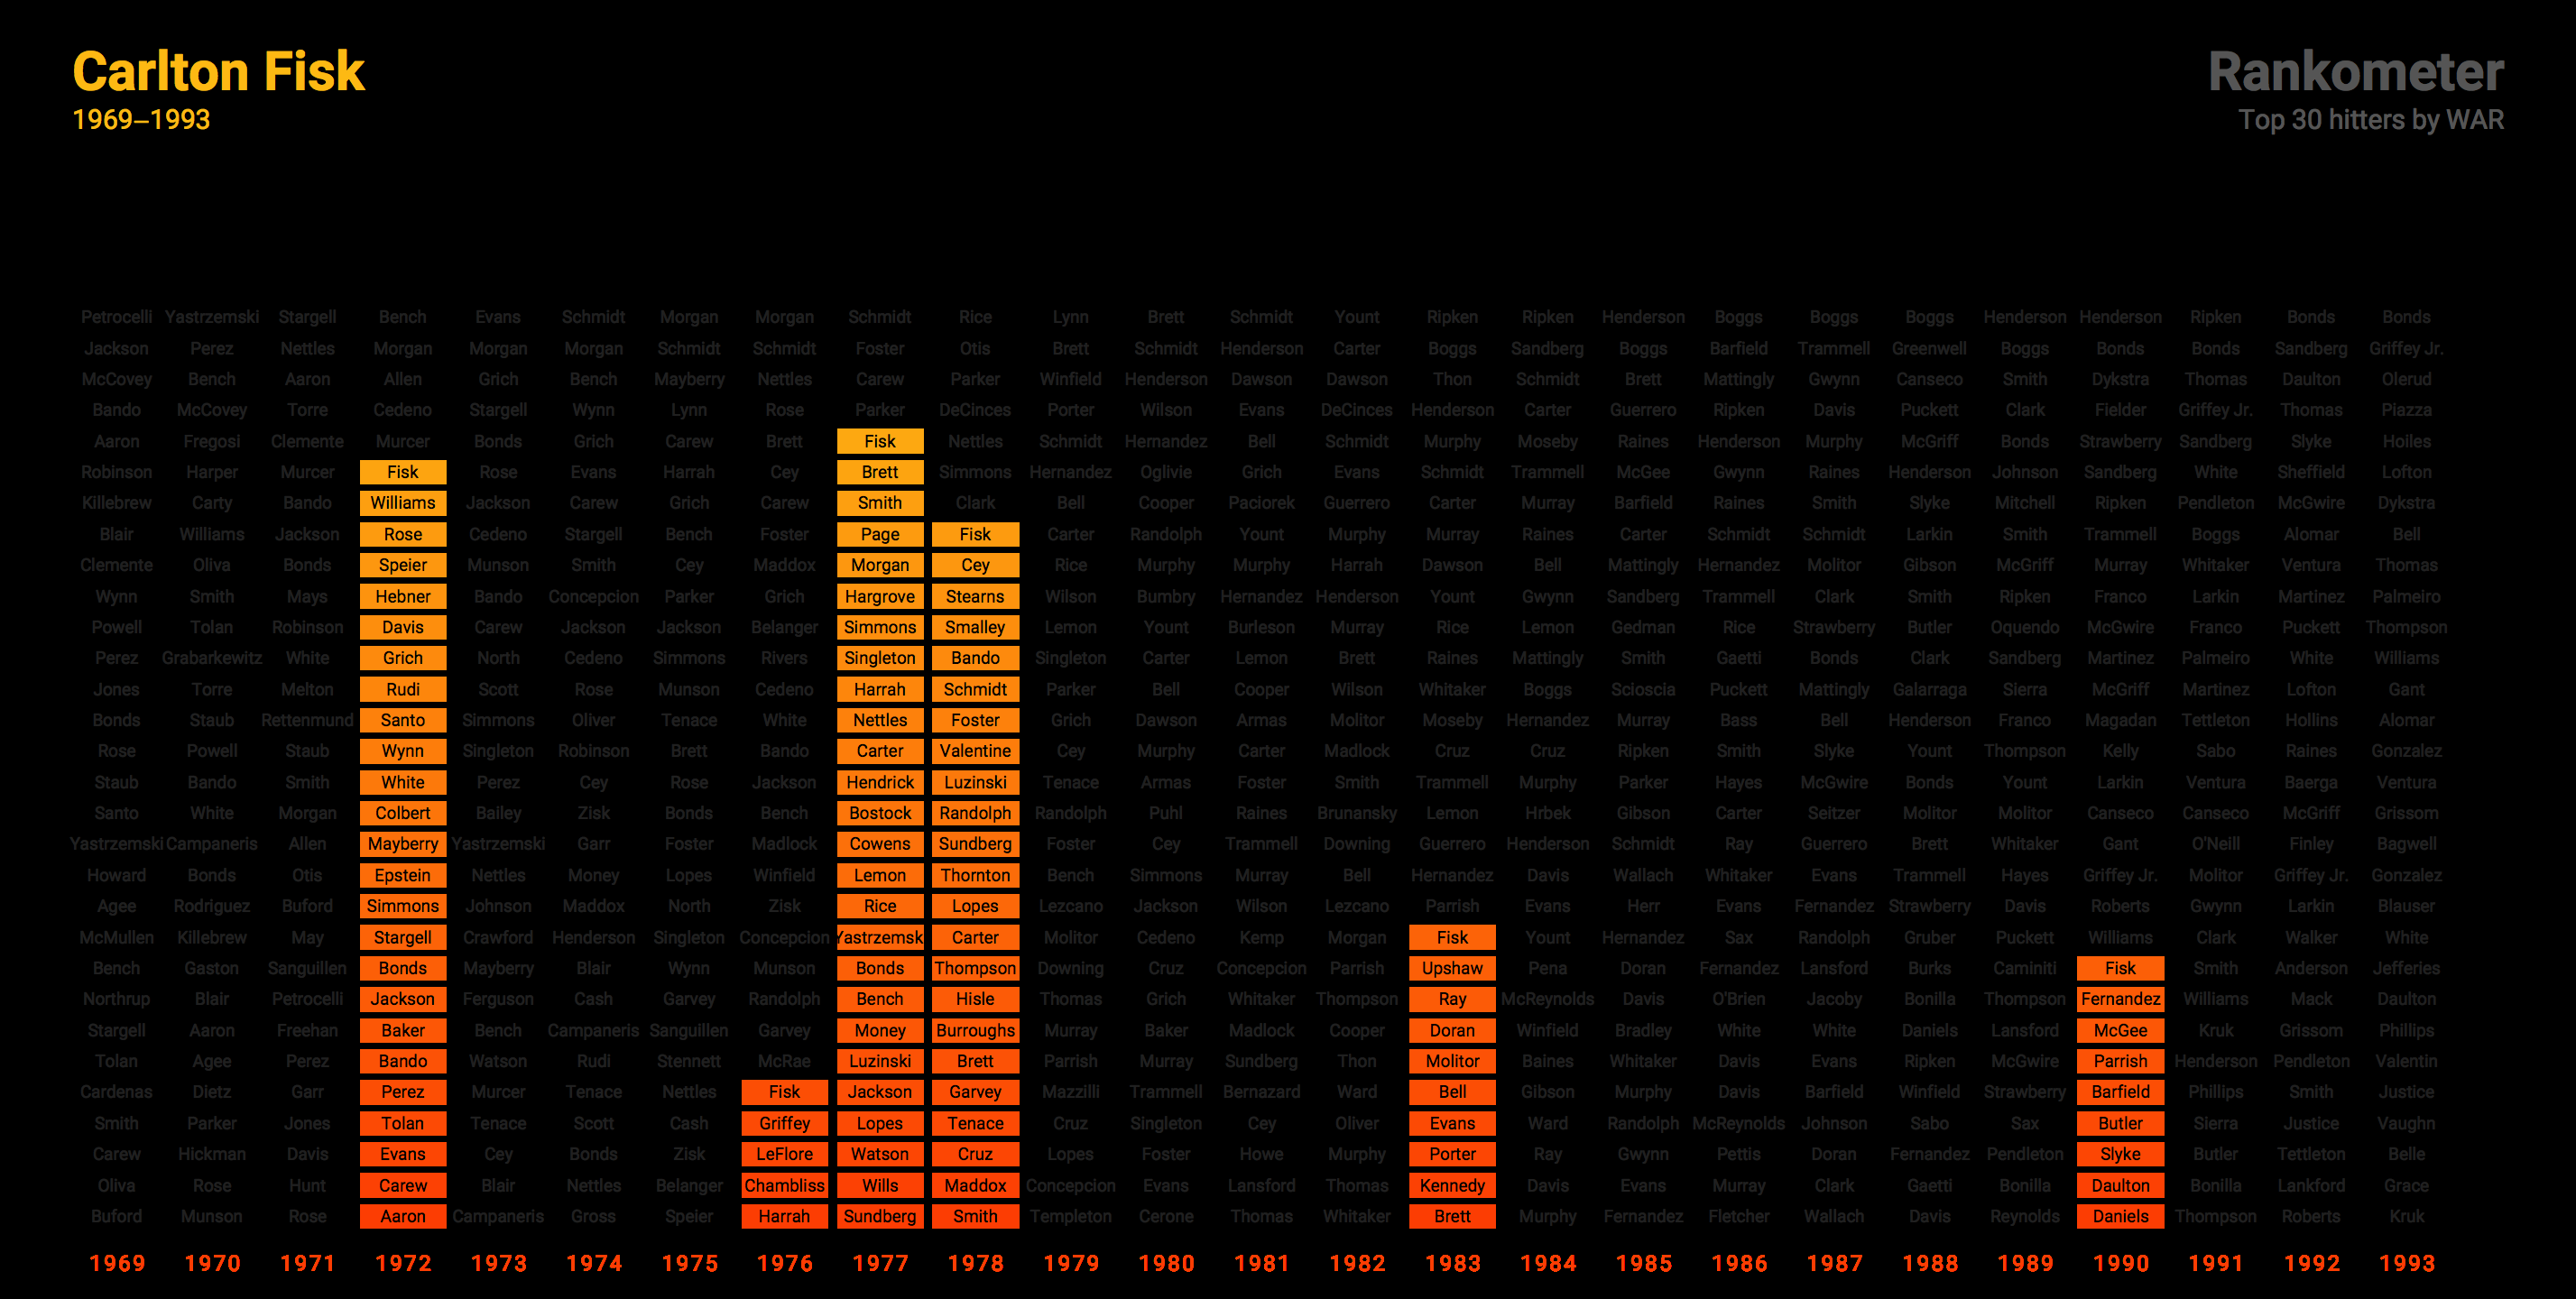 Carlton Fisk
1969–1993
Rankometer
Top 30 hitters by WAR
Petrocelli Yastrzemski Stargell Bench Evans Schmidt Morgan Morgan Schmidt Rice Lynn Brett Schmidt Yount Ripken Ripken Henderson Boggs Boggs Boggs Henderson Henderson Ripken Bonds Bonds
Jackson Perez Nettles Morgan Morgan Morgan Schmidt Schmidt Foster Otis Brett Schmidt Henderson Carter Boggs Sandberg Boggs Barfield Trammell Greenwell Boggs Bonds Bonds Sandberg Griffey Jr.
McCovey Bench Aaron Allen Grich Bench Mayberry Nettles Carew Parker Winfield Henderson Dawson Dawson Thon Schmidt Brett Mattingly Gwynn Canseco Smith Dykstra Thomas Daulton Olerud
Bando McCovey Torre Cedeno Stargell Wynn Lynn Rose Parker DeCinces Porter Wilson Evans DeCinces Henderson Carter Guerrero Ripken Davis Puckett Clark Fielder Griffey Jr. Thomas Piazza
Aaron Fregosi Clemente Murcer Bonds Grich Carew Brett Fisk Nettles Schmidt Hernandez Bell Schmidt Murphy Moseby Raines Henderson Murphy McGriff Bonds Strawberry Sandberg Slyke Hoiles
Robinson Harper Murcer Fisk Rose Evans Harrah Cey Brett Simmons Hernandez Oglivie Grich Evans Schmidt Trammell McGee Gwynn Raines Henderson Johnson Sandberg White Sheffield Lofton
Killebrew Carty Bando Williams Jackson Carew Grich Carew Smith Clark Bell Cooper Paciorek Guerrero Carter Murray Barfield Raines Smith Slyke Mitchell Ripken Pendleton McGwire Dykstra
Blair Williams Jackson Rose Cedeno Stargell Bench Foster Page Fisk Carter Randolph Yount Murphy Murray Raines Carter Schmidt Schmidt Larkin Smith Trammell Boggs Alomar Bell
Clemente Oliva Bonds Speier Munson Smith Cey Maddox Morgan Cey Rice Murphy Murphy Harrah Dawson Bell Mattingly Hernandez Molitor Gibson McGriff Murray Whitaker Ventura Thomas
Wynn Smith Mays Hebner Bando Concepcion Parker Grich Hargrove Stearns Wilson Bumbry Hernandez Henderson Yount Gwynn Sandberg Trammell Clark Smith Ripken Franco Larkin Martinez Palmeiro
Powell Tolan Robinson Davis Carew Jackson Jackson Belanger Simmons Smalley Lemon Yount Burleson Murray Rice Lemon Gedman Rice Strawberry Butler Oquendo McGwire Franco Puckett Thompson
Perez Grabarkewitz White Grich North Cedeno Simmons Rivers Singleton Bando Singleton Carter Lemon Brett Raines Mattingly Smith Gaetti Bonds Clark Sandberg Martinez Palmeiro White Williams
Jones Torre Melton Rudi Scott Rose Munson Cedeno Harrah Schmidt Parker Bell Cooper Wilson Whitaker Boggs Scioscia Puckett Mattingly Galarraga Sierra McGriff Martinez Lofton Gant
Bonds Staub Rettenmund Santo Simmons Oliver Tenace White Nettles Foster Grich Dawson Armas Molitor Moseby Hernandez Murray Bass Bell Henderson Franco Magadan Tettleton Hollins Alomar
Rose Powell Staub Wynn Singleton Robinson Brett Bando Carter Valentine Cey Murphy Carter Madlock Cruz Cruz Ripken Smith Slyke Yount Thompson Kelly Sabo Raines Gonzalez
Staub Bando Smith White Perez Cey Rose Jackson Hendrick Luzinski Tenace Armas Foster Smith Trammell Murphy Parker Hayes McGwire Bonds Yount Larkin Ventura Baerga Ventura
Santo White Morgan Colbert Bailey Zisk Bonds Bench Bostock Randolph Randolph Puhl Raines Brunansky Lemon Hrbek Gibson Carter Seitzer Molitor Molitor Canseco Canseco McGriff Grissom
Yastrzemski Campaneris Allen Mayberry Yastrzemski Garr Foster Madlock Cowens Sundberg Foster Cey Trammell Downing Guerrero Henderson Schmidt Ray Guerrero Brett Whitaker Gant O'Neill Finley Bagwell
Howard Bonds Otis Epstein Nettles Money Lopes Winfield Lemon Thornton Bench Simmons Murray Bell Hernandez Davis Wallach Whitaker Evans Trammell Hayes Griffey Jr. Molitor Griffey Jr. Gonzalez
Agee Rodriguez Buford Simmons Johnson Maddox North Zisk Rice Lopes Lezcano Jackson Wilson Lezcano Parrish Evans Herr Evans Fernandez Strawberry Davis Roberts Gwynn Larkin Blauser
McMullen Killebrew May Stargell Crawford Henderson Singleton Concepcion Yastrzemsk Carter Molitor Cedeno Kemp Morgan Fisk Yount Hernandez Sax Randolph Gruber Puckett Williams Clark Walker White
Bench Gaston Sanguillen Bonds Mayberry Blair Wynn Munson Bonds Thompson Downing Cruz Concepcion Parrish Upshaw Pena Doran Fernandez Lansford Burks Caminiti Fisk Smith Anderson Jefferies
Northrup Blair Petrocelli Jackson Ferguson Cash Garvey Randolph Bench Hisle Thomas Grich Whitaker Thompson Ray McReynolds Davis O'Brien Jacoby Bonilla Thompson Fernandez Williams Mack Daulton
Stargell Aaron Freehan Baker Bench Campaneris Sanguillen Garvey Money Burroughs Murray Baker Madlock Cooper Doran Winfield Bradley White White Daniels Lansford McGee Kruk Grissom Phillips
Tolan Agee Perez Bando Watson Rudi Stennett McRae Luzinski Brett Parrish Murray Sundberg Thon Molitor Baines Whitaker Davis Evans Ripken McGwire Parrish Henderson Pendleton Valentin
Cardenas Dietz Garr Perez Murcer Tenace Nettles Fisk Jackson Garvey Mazzilli Trammell Bernazard Ward Bell Gibson Murphy Davis Barfield Winfield Strawberry Barfield Phillips Smith Justice
Smith Parker Jones Tolan Tenace Scott Cash Griffey Lopes Tenace Cruz Singleton Cey Oliver Evans Ward Randolph McReynolds Johnson Sabo Sax Butler Sierra Justice Vaughn
Carew Hickman Davis Evans Cey Bonds Zisk LeFlore Watson Cruz Lopes Foster Howe Murphy Porter Ray Gwynn Pettis Doran Fernandez Pendleton Slyke Butler Tettleton Belle
Oliva Rose Hunt Carew Blair Nettles Belanger Chambliss Wills Maddox Concepcion Evans Lansford Thomas Kennedy Davis Evans Murray Clark Gaetti Bonilla Daulton Bonilla Lankford Grace
Buford Munson Rose Aaron Campaneris Gross Speier Harrah Sundberg Smith Templeton Cerone Thomas Whitaker Brett Murphy Fernandez Fletcher Wallach Davis Reynolds Daniels Thompson Roberts Kruk
1969 1970 1971 1972 1973 1974 1975 1976 1977 1978 1979 1980 1981 1982 1983 1984 1985 1986 1987 1988 1989 1990 1991 1992 1993